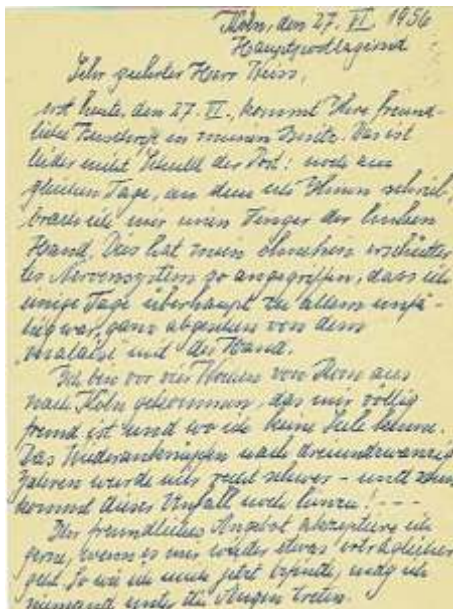 Köln, den 27. VI. 1956
Hauptpostlagernd
Sehr geehrter Herr Weiss,
erst heute, den 27. VI., kommt Ihre freund-
liche Zuschrift in meinen Besitz. Das ist
leider nicht Schuld der Post: noch am
gleichen Tage, an dem ich Ihnen schrieb,
brach ich mir einen Finger der linken
Hand. Das hat mein ohnehin erschütter-
tes Nervensystem so angegriffen, dass ich
einige Tage überhaupt zu allem unfä-
hig war, ganz abgesehen von dem
malaise mit der Hand.
Ich bin vor vier Wochen von Rom aus
nach Köln gekommen, das mir völlig
fremd ist und wo ich keine Seele kenne.
Das Wiederanknüpfen nach dreiundzwanzig
Jahren wurde mir recht schwer - und nun
kommt dieser Unfall noch hinzu! - - -
Ihr freundliches Angebot akzeptiere ich
gerne, wenn es mir wieder etwas erträglicher
geht. So wie ich mich jetzt befinde, mag ich
niemand unter die Augen treten.